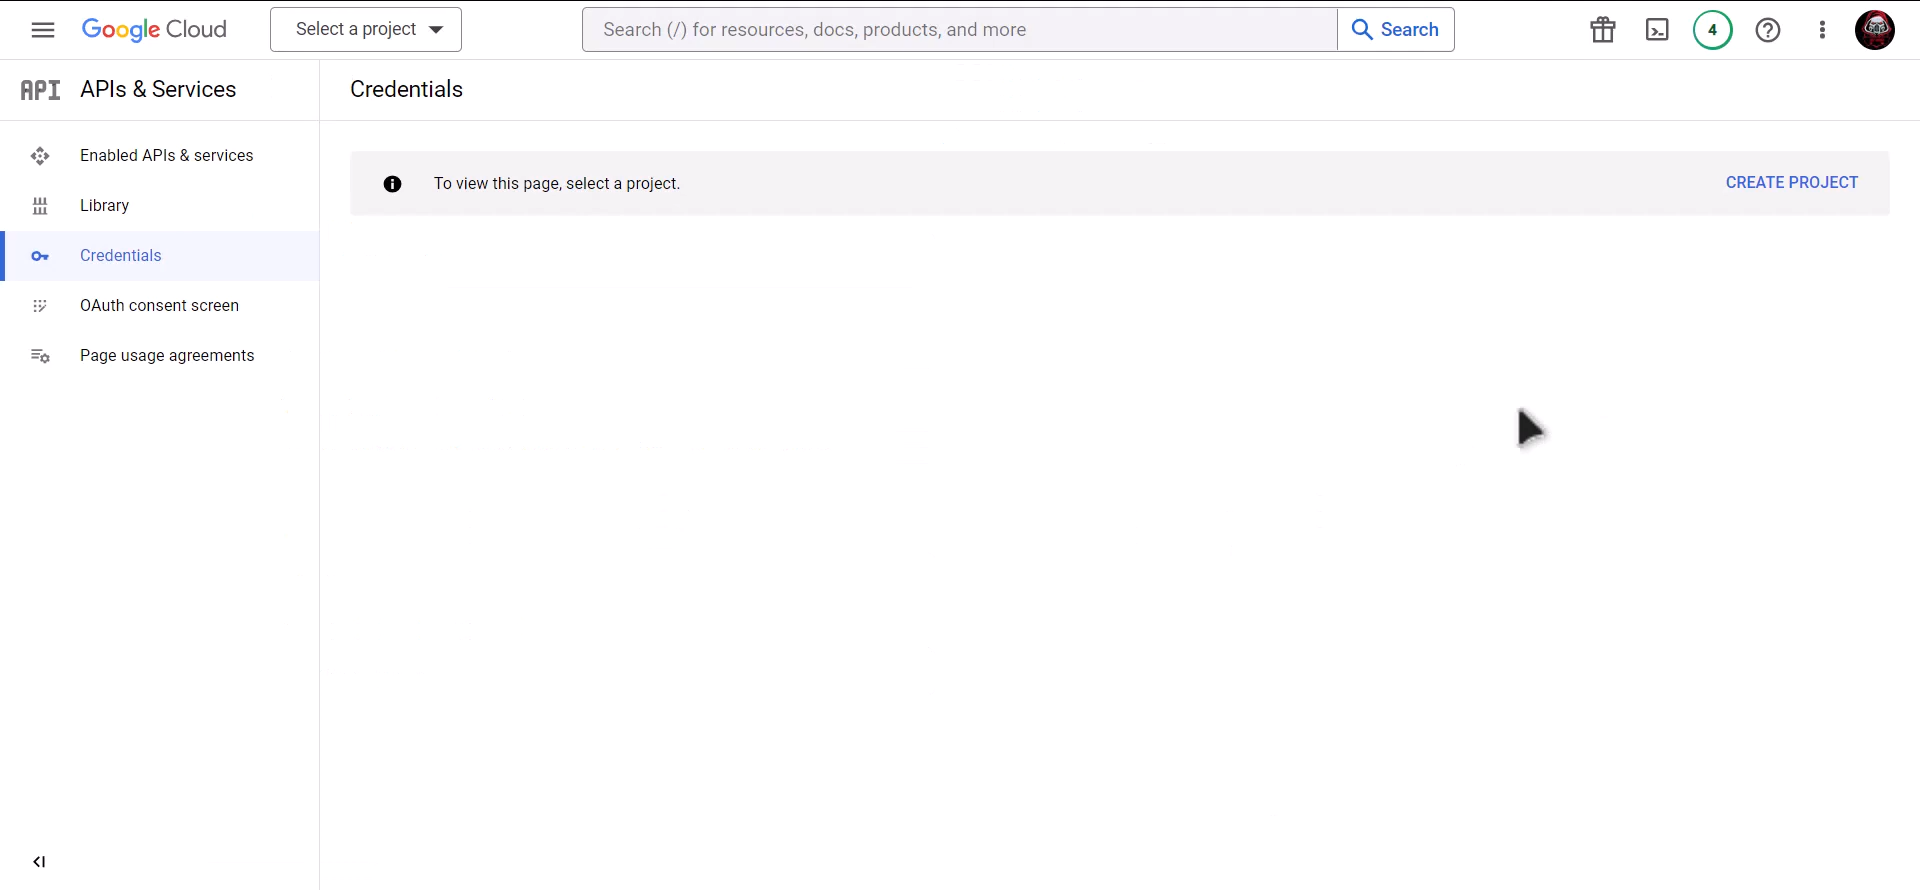 Google Cloud
Select a project
Search (/) for resources, docs, products, and more
Search
4
API APIs & Services
Credentials
Enabled APIs & services
Library
Credentials
OAuth consent screen
Page usage agreements
To view this page, select a project.
CREATE PROJECT